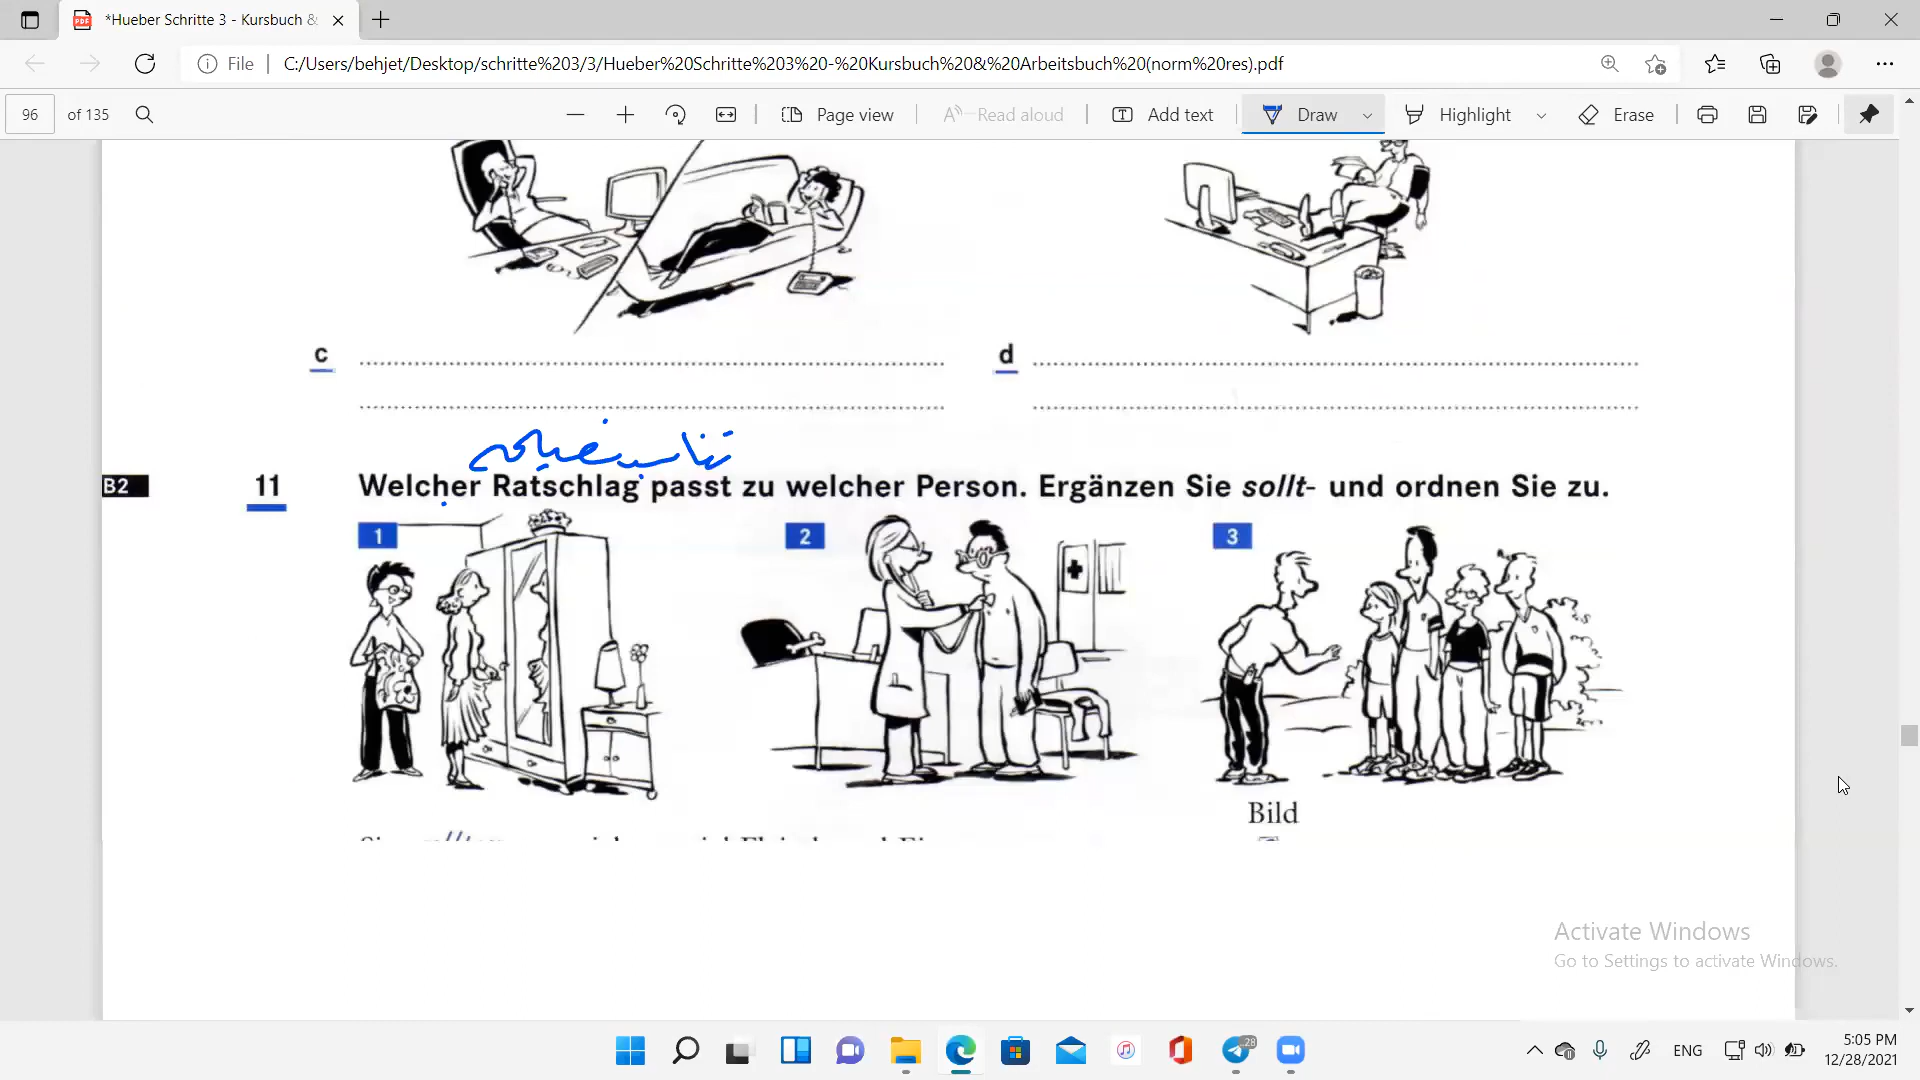 *Hueber Schritte 3 - Kursbuch &
File C:/Users/behjet/Desktop/schritte%203/3/Hueber%20Schritte%203%20-%20Kursbuch%20&%20Arbeitsbuch%20(norm%20res).pdf
96 of 135 Page view Read aloud Add text Draw Highlight Erase
c d
B2 11 Welcher Ratschlag passt zu welcher Person. Ergänzen Sie sollt- und ordnen Sie zu.
1 2 3
Bild
Activate Windows
Go to Settings to activate Windows.
28
ENG
5:05 PM
12/28/2021